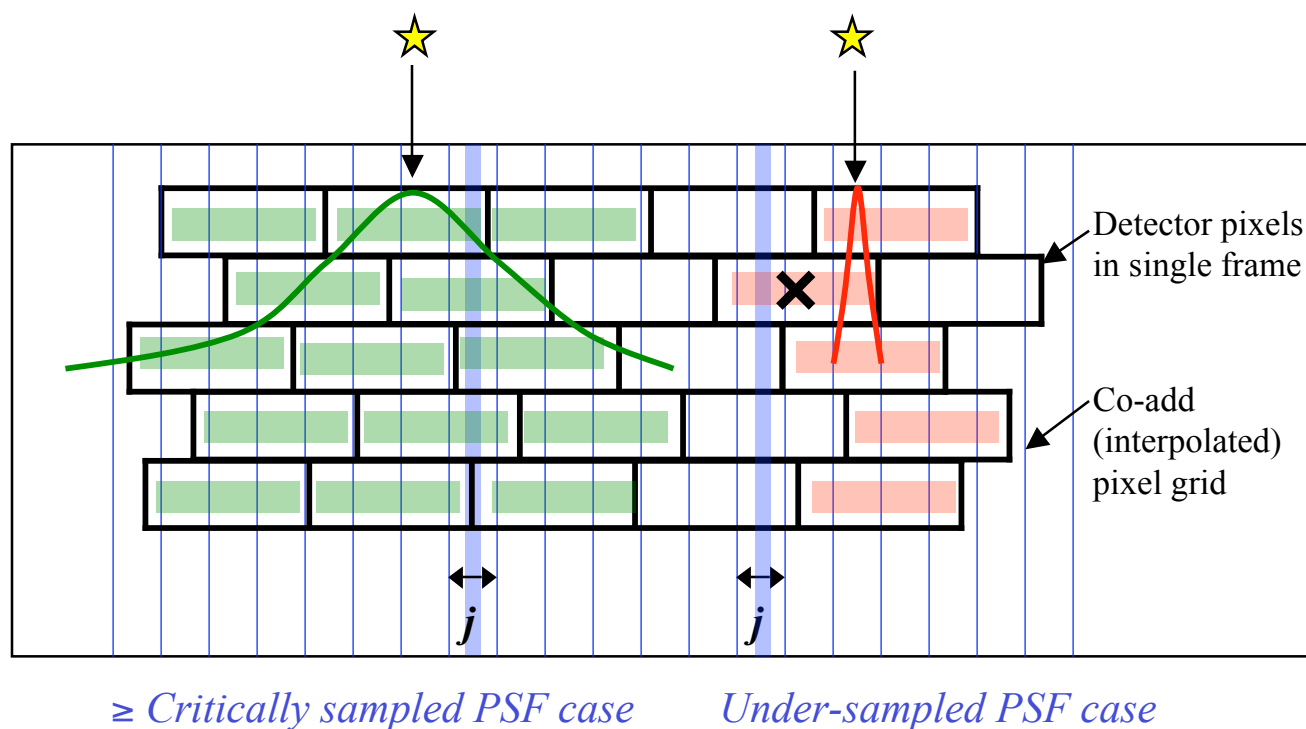 Detector pixels
in single frame
Co-add
(interpolated)
pixel grid
j
j
≥ Critically sampled PSF case
Under-sampled PSF case